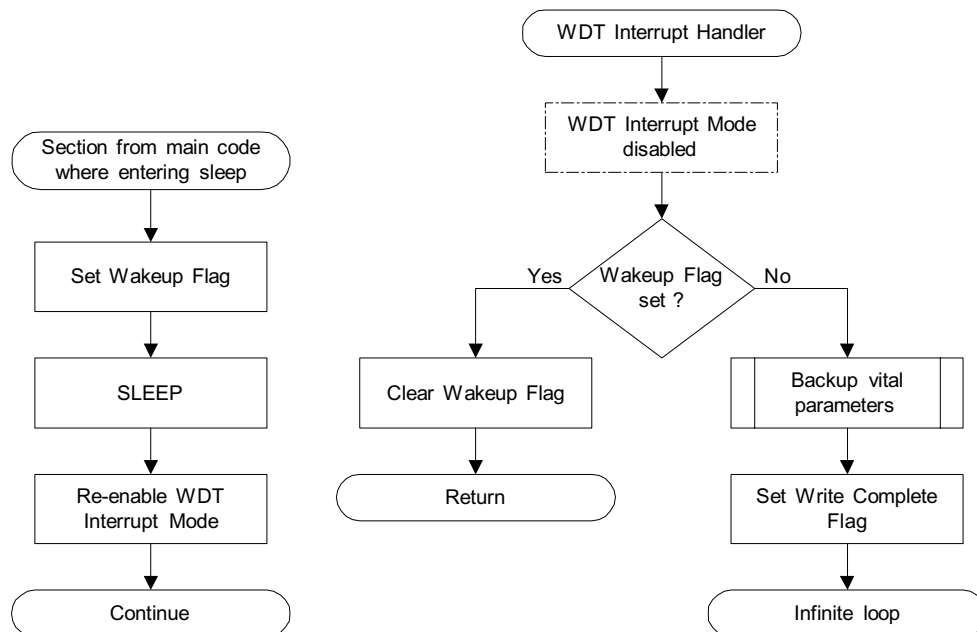 Section from main code
where entering sleep
Set Wakeup Flag
SLEEP
Re-enable WDT
Interrupt Mode
Continue
WDT Interrupt Handler
WDT Interrupt Mode
disabled
Wakeup Flag
set ?
Yes
No
Clear Wakeup Flag
Return
Backup vital
parameters
Set Write Complete
Flag
Infinite loop